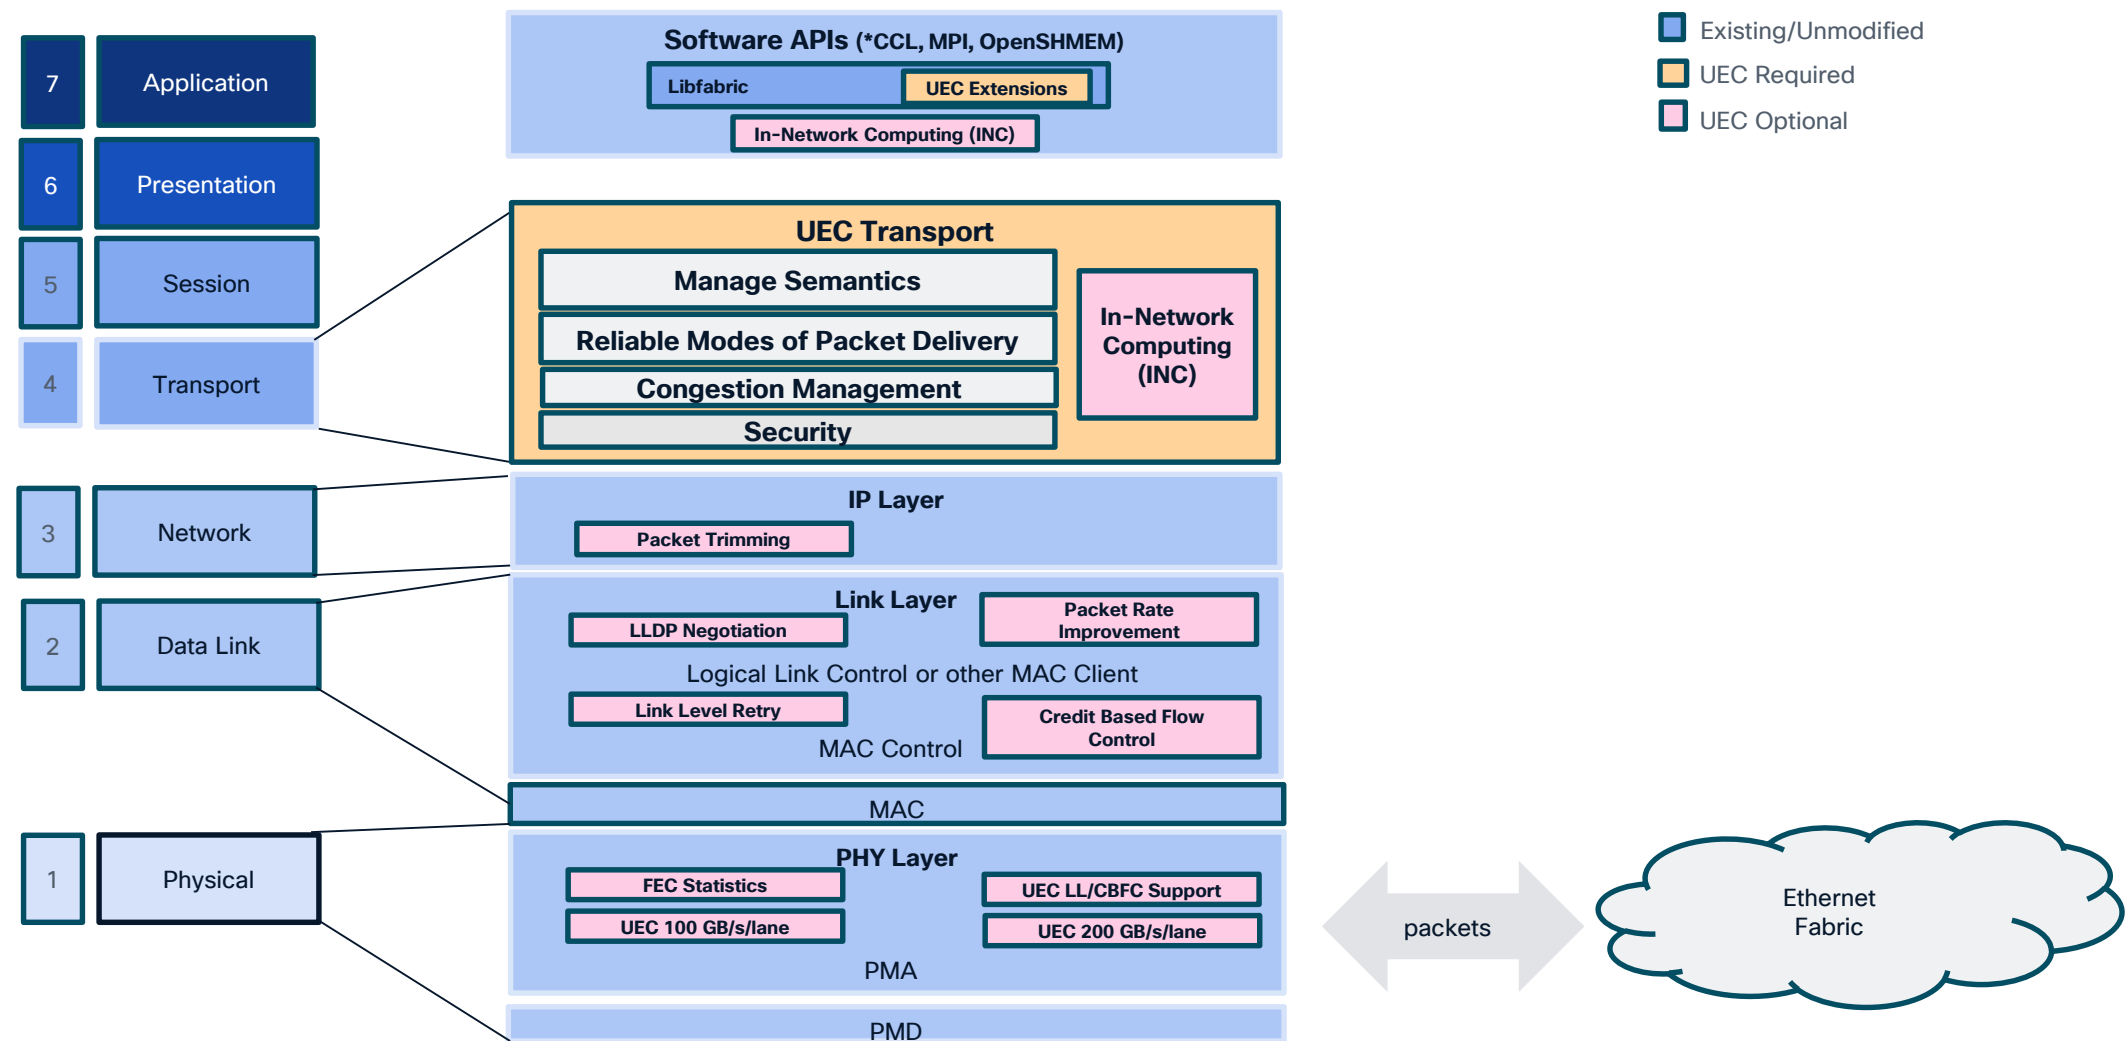 7
Application
6
Presentation
5
Session
4
Transport
3
Network
2
Data Link
1
Physical
Software APIs (*CCL, MPI, OpenSHMEM)
Libfabric
UEC Extensions
In-Network Computing (INC)
UEC Transport
Manage Semantics
Reliable Modes of Packet Delivery
Congestion Management
Security
In-Network
Computing
(INC)
IP Layer
Packet Trimming
Link Layer
LLDP Negotiation
Packet Rate
Improvement
Logical Link Control or other MAC Client
Link Level Retry
Credit Based Flow
Control
MAC Control
MAC
PHY Layer
FEC Statistics
UEC LL/CBFC Support
UEC 100 GB/s/lane
UEC 200 GB/s/lane
PMA
PMD
Existing/Unmodified
UEC Required
UEC Optional
packets
Ethernet
Fabric